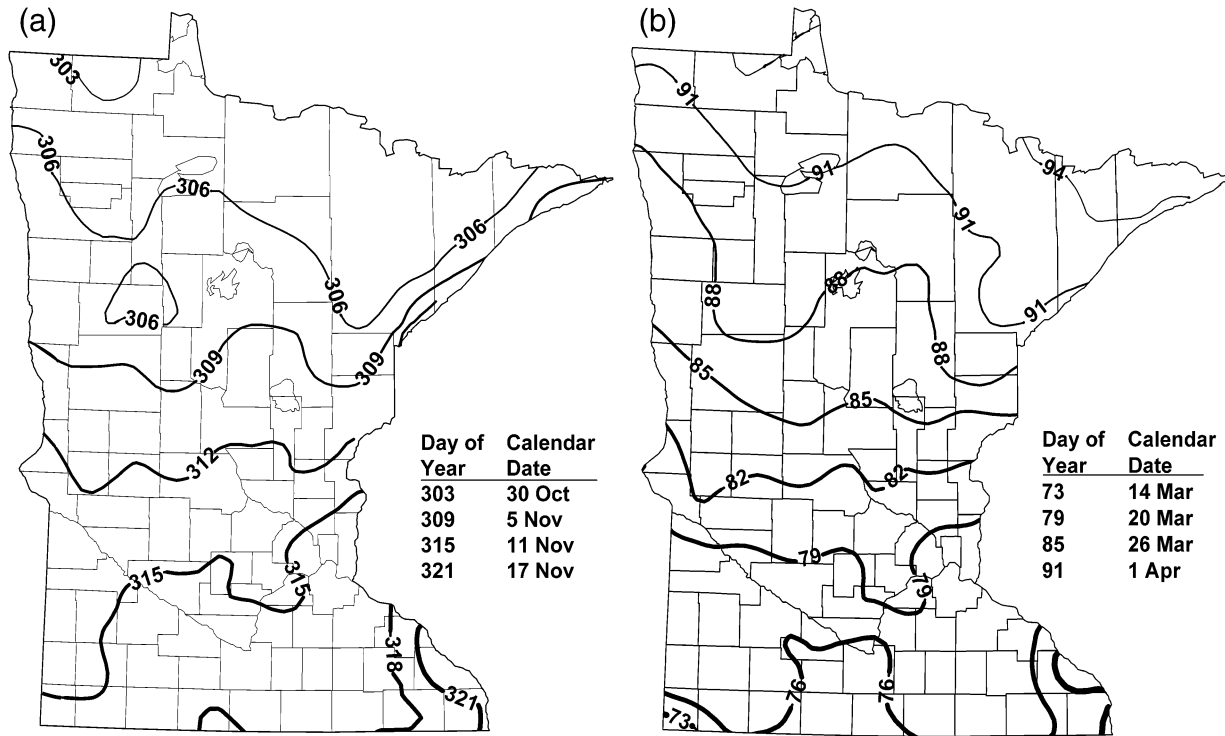 (a)
303
306
306
306
306
306
309
309
312
315
315
318
321
Day of Calendar
Year Date
303 30 Oct
309 5 Nov
315 11 Nov
321 17 Nov
(b)
91
91
94
91
88
88
91
88
85
85
82
82
79
79
76
76
73
Day of Calendar
Year Date
73 14 Mar
79 20 Mar
85 26 Mar
91 1 Apr